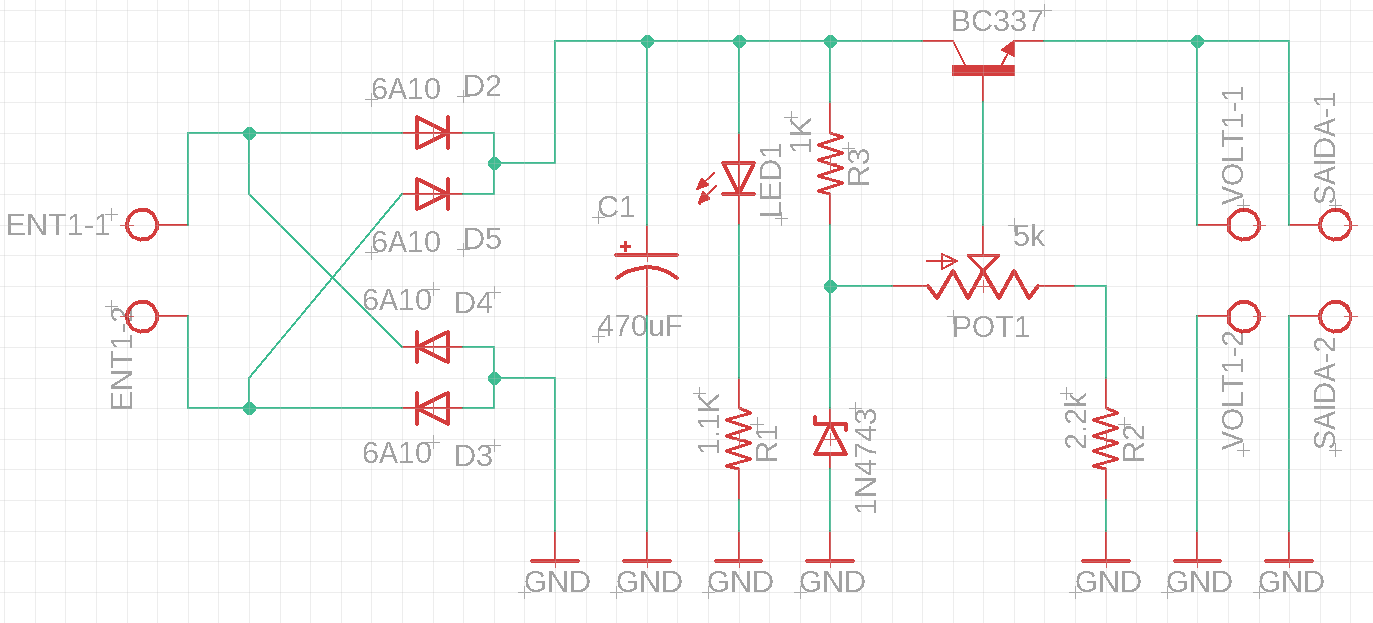 BC337
6A10
D2
6A10
D5
ENT1-1
ENT1-2
6A10
D4
6A10
D3
C1
470uF
LED1
1K
R3
1.1K
R1
1N4743
5k
POT1
2.2k
R2
VOLT1-1
SAIDA-1
VOLT1-2
SAIDA-2
GND
GND
GND
GND
GND
GND
GND